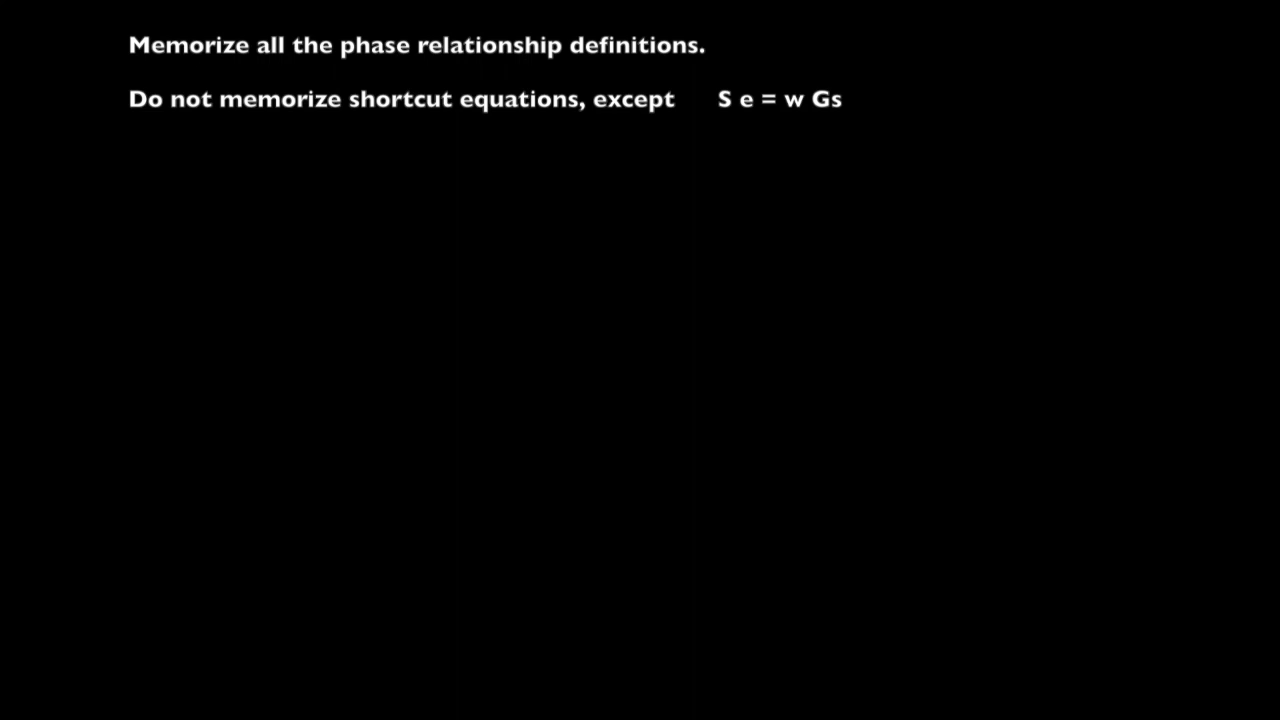 Memorize all the phase relationship definitions.
Do not memorize shortcut equations, except S e = w Gs